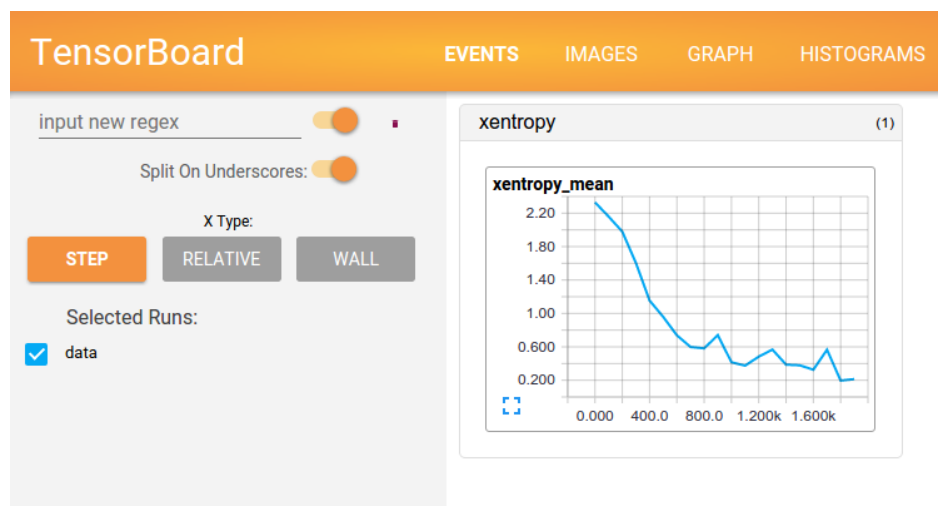 TensorBoard
EVENTS IMAGES GRAPH HISTOGRAMS
input new regex
Split On Underscores:
X Type:
STEP RELATIVE WALL
Selected Runs:
data
xentropy (1)
xentropy_mean
2.20
1.80
1.40
1.00
0.600
0.200
0.000 400.0 800.0 1.200k 1.600k